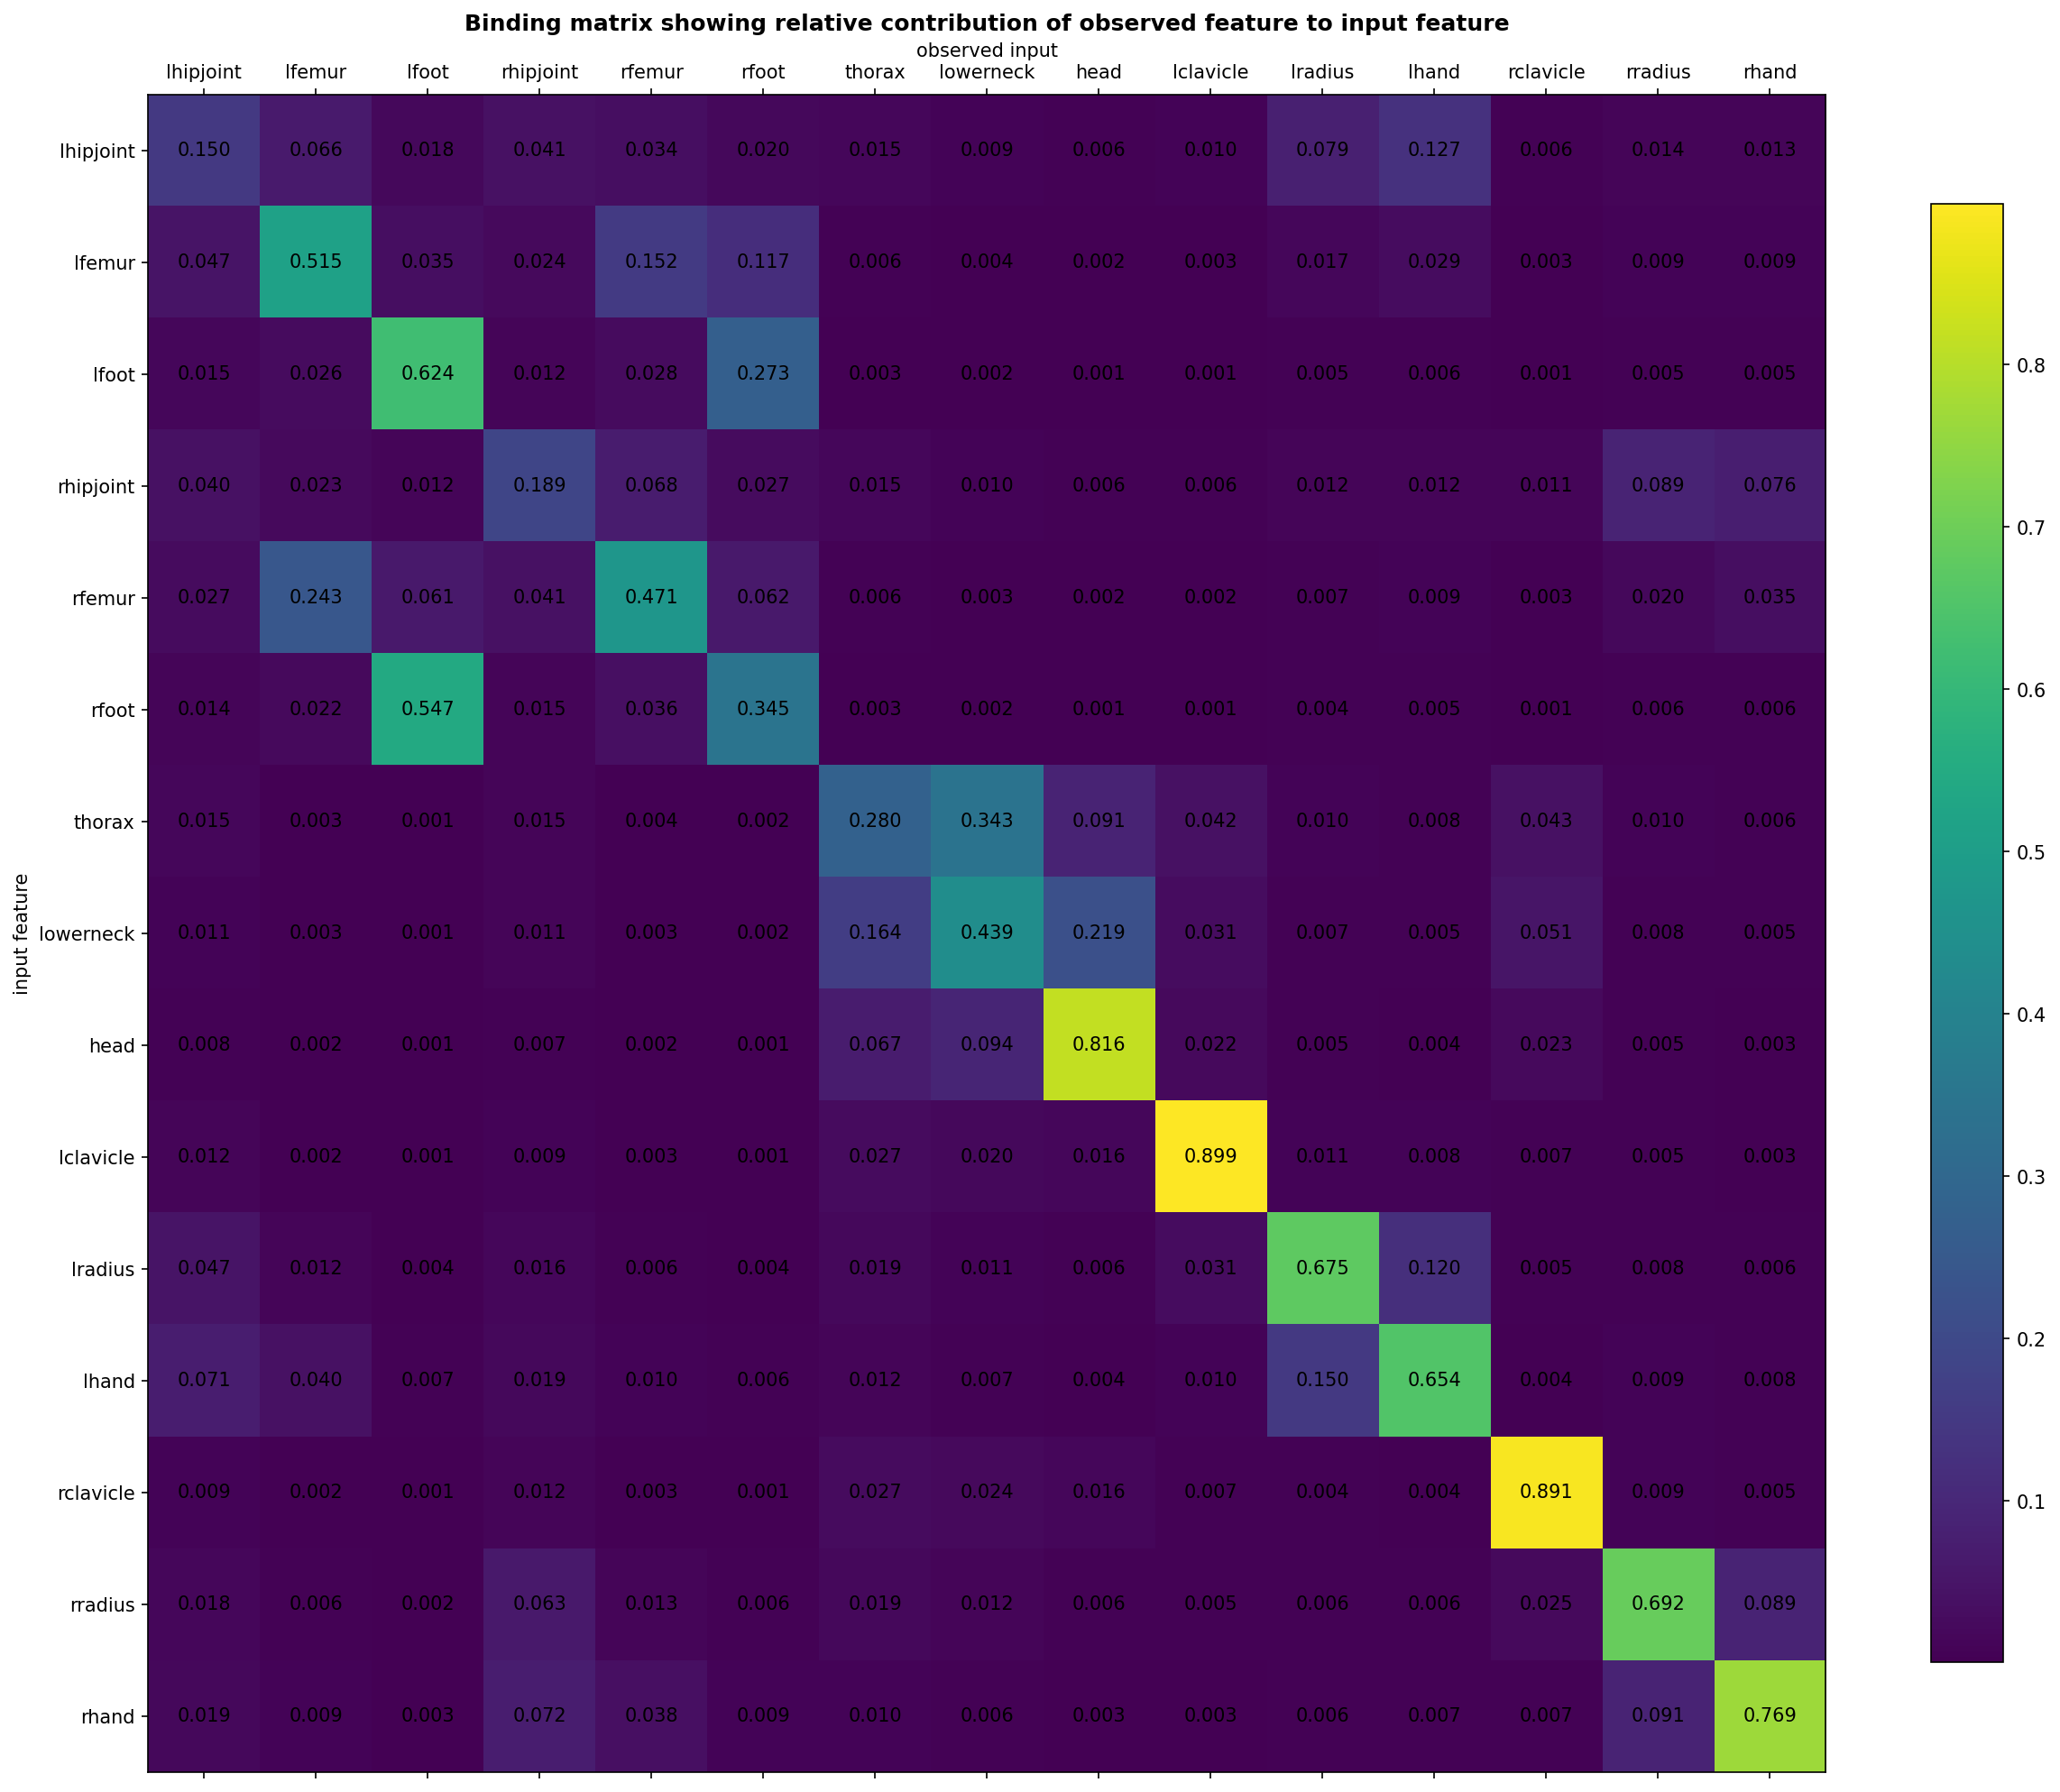 Binding matrix showing relative contribution of observed feature to input feature
observed input
lhipjoint lfemur lfoot rhipjoint rfemur rfoot thorax lowerneck head lclavicle lradius lhand rclavicle rradius rhand
lhipjoint 0.150 0.066 0.018 0.041 0.034 0.020 0.015 0.009 0.006 0.010 0.079 0.127 0.006 0.014 0.013
lfemur 0.047 0.515 0.035 0.024 0.152 0.117 0.006 0.004 0.002 0.003 0.017 0.029 0.003 0.009 0.009
lfoot 0.015 0.026 0.624 0.012 0.028 0.273 0.003 0.002 0.001 0.001 0.005 0.006 0.001 0.005 0.005
rhipjoint 0.040 0.023 0.012 0.189 0.068 0.027 0.015 0.010 0.006 0.006 0.012 0.012 0.011 0.089 0.076
rfemur 0.027 0.243 0.061 0.041 0.471 0.062 0.006 0.003 0.002 0.002 0.007 0.009 0.003 0.020 0.035
rfoot 0.014 0.022 0.547 0.015 0.036 0.345 0.003 0.002 0.001 0.001 0.004 0.005 0.001 0.006 0.006
thorax 0.015 0.003 0.001 0.015 0.004 0.002 0.280 0.343 0.091 0.042 0.010 0.008 0.043 0.010 0.006
lowerneck 0.011 0.003 0.001 0.011 0.003 0.002 0.164 0.439 0.219 0.031 0.007 0.005 0.051 0.008 0.005
head 0.008 0.002 0.001 0.007 0.002 0.001 0.067 0.094 0.816 0.022 0.005 0.004 0.023 0.005 0.003
lclavicle 0.012 0.002 0.001 0.009 0.003 0.001 0.027 0.020 0.016 0.899 0.011 0.008 0.007 0.005 0.003
lradius 0.047 0.012 0.004 0.016 0.006 0.004 0.019 0.011 0.006 0.031 0.675 0.120 0.005 0.008 0.006
lhand 0.071 0.040 0.007 0.019 0.010 0.006 0.012 0.007 0.004 0.010 0.150 0.654 0.004 0.009 0.008
rclavicle 0.009 0.002 0.001 0.012 0.003 0.001 0.027 0.024 0.016 0.007 0.004 0.004 0.891 0.009 0.005
rradius 0.018 0.006 0.002 0.063 0.013 0.006 0.019 0.012 0.006 0.005 0.006 0.006 0.025 0.692 0.089
rhand 0.019 0.009 0.003 0.072 0.038 0.009 0.010 0.006 0.003 0.003 0.006 0.007 0.007 0.091 0.769
input feature
0.8
0.7
0.6
0.5
0.4
0.3
0.2
0.1